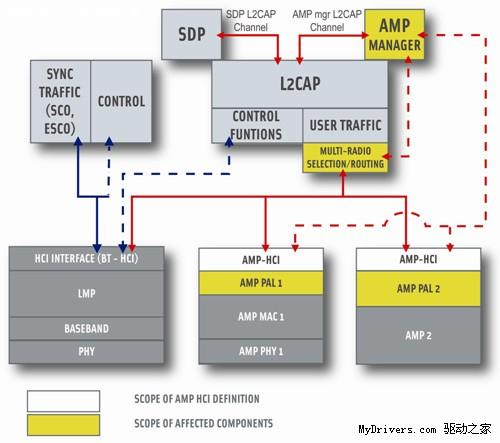 SDP
SDP L2CAP
Channel
AMP mgr L2CAP
Channel
AMP
MANAGER
SYNC
TRAFFIC
(SCO,
ESCO)
CONTROL
L2CAP
CONTROL
FUNTIONS
USER TRAFFIC
MULTI-RADIO
SELECTION/ROUTING
HCI INTERFACE (BT - HCI)
LMP
BASEBAND
PHY
AMP-HCI
AMP PAL 1
AMP MAC 1
AMP PHY 1
AMP-HCI
AMP PAL 2
AMP 2
SCOPE OF AMP HCI DEFINITION
SCOPE OF AFFECTED COMPONENTS
MyDrivers.com 驱动之家